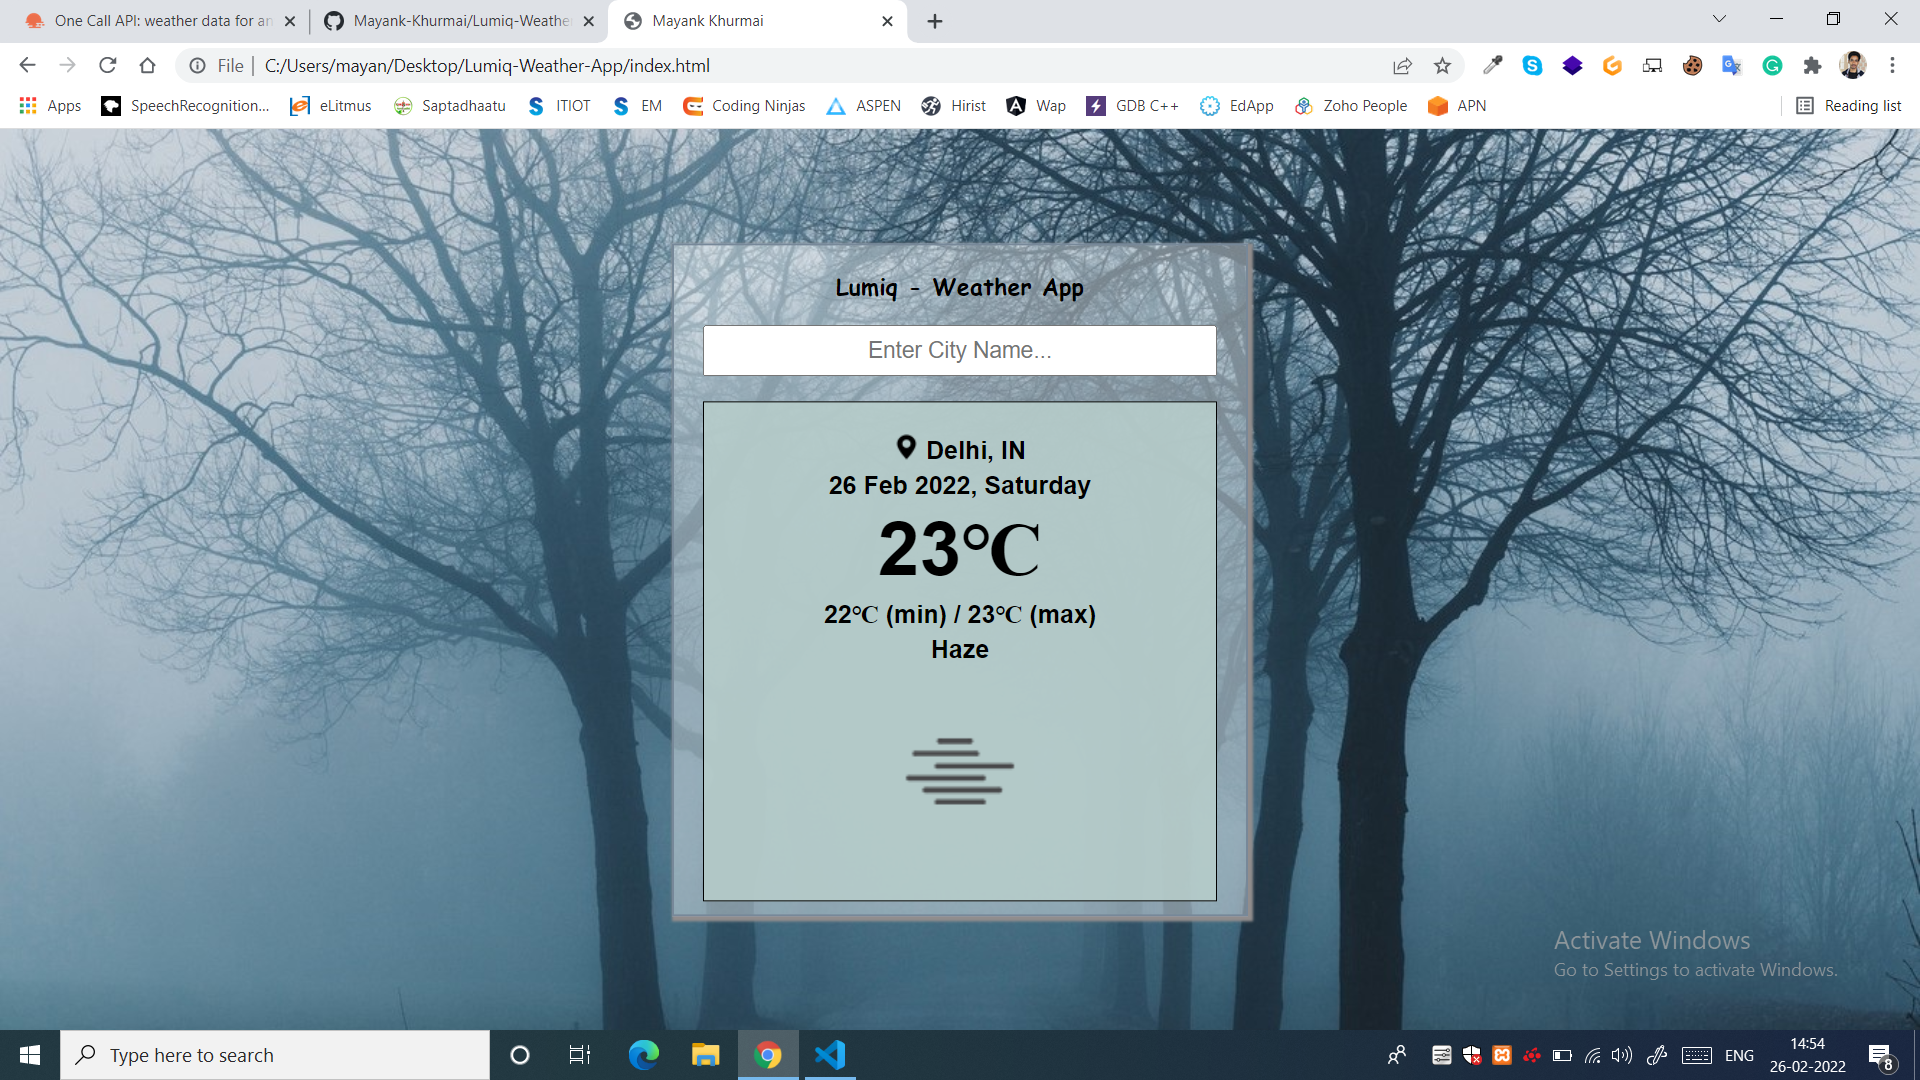 One Call API: weather data for an
Mayank-Khurmai/Lumiq-Weather
Mayank Khurmai
File
C:/Users/mayan/Desktop/Lumiq-Weather-App/index.html
Apps
SpeechRecognition...
eLitmus
Saptadhaatu
ITIOT
EM
Coding Ninjas
ASPEN
Hirist
Wap
GDB C++
EdApp
Zoho People
APN
Reading list
Lumiq - Weather App
Enter City Name...
Delhi, IN
26 Feb 2022, Saturday
23°C
22°C (min) / 23°C (max)
Haze
Activate Windows
Go to Settings to activate Windows.
Type here to search
ENG
14:54
26-02-2022
8